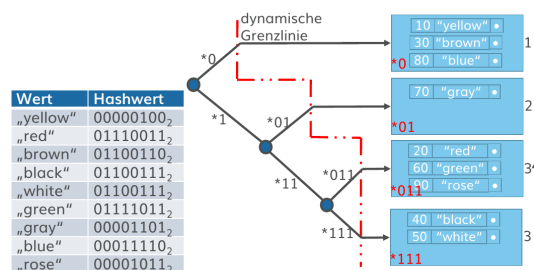 dynamische
Grenzlinie
*0
*1
*01
*11
*011
*111
10 "yellow"
30 "brown"
80 "blue"
*0
1
70 "gray"
*01
2
20 "red"
60 "green"
90 "rose"
*011
3
40 "black"
50 "white"
*111
3
Wert Hashwert
„yellow“ 00000100₂
„red“ 01110011₂
„brown“ 01100110₂
„black“ 01100111₂
„white“ 01100111₂
„green“ 01111011₂
„gray“ 00001101₂
„blue“ 00011110₂
„rose“ 00001011₂